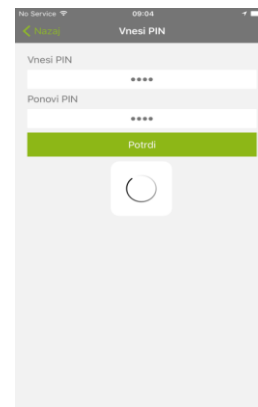 No Service 09:04
Nazaj Vnesi PIN
Vnesi PIN
••••
Ponovi PIN
••••
Potrdi